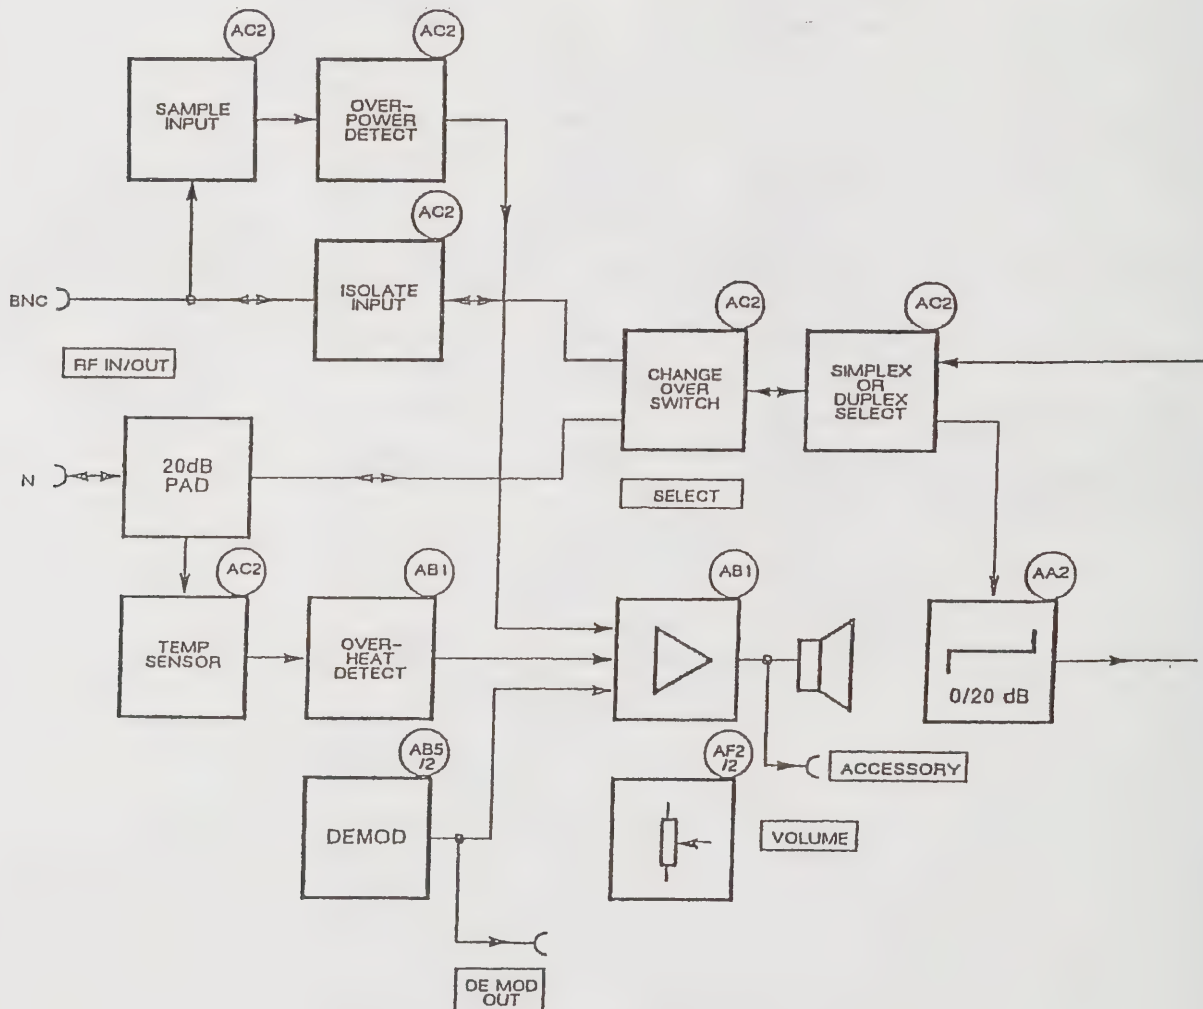 AC2
AC2
SAMPLE
INPUT
OVER-
POWER
DETECT
AC2
BNC
ISOLATE
INPUT
RF IN/OUT
AC2
AC2
CHANGE
OVER
SWITCH
SIMPLEX
OR
DUPLEX
SELECT
N
20dB
PAD
SELECT
AC2
AB1
AB1
AA2
TEMP
SENSOR
OVER-
HEAT
DETECT
0/20 dB
AB5
/2
AF2
/2
ACCESSORY
DEMOD
VOLUME
DE MOD
OUT